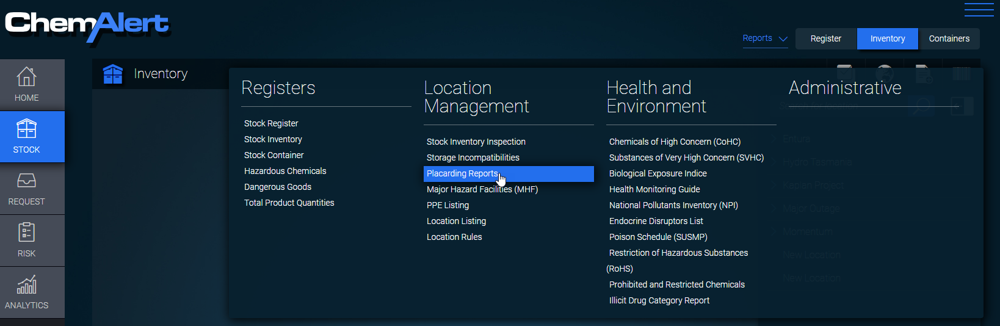 ChemAlert
Reports
Register
Inventory
Containers
HOME
STOCK
REQUEST
RISK
ANALYTICS
Inventory
Registers
Stock Register
Stock Inventory
Stock Container
Hazardous Chemicals
Dangerous Goods
Total Product Quantities
Location
Management
Stock Inventory Inspection
Storage Incompatibilities
Placarding Reports
Major Hazard Facilities (MHF)
PPE Listing
Location Listing
Location Rules
Health and
Environment
Chemicals of High Concern (CoHC)
Substances of Very High Concern (SVHC)
Biological Exposure Indice
Health Monitoring Guide
National Pollutants Inventory (NPI)
Endocrine Disruptors List
Poison Schedule (SUSMP)
Restriction of Hazardous Substances
(RoHS)
Prohibited and Restricted Chemicals
Illicit Drug Category Report
Administrative
Entura
Hydro Tasmania
Kaplan Project
Major Outage
Momentum
New Location
New Location